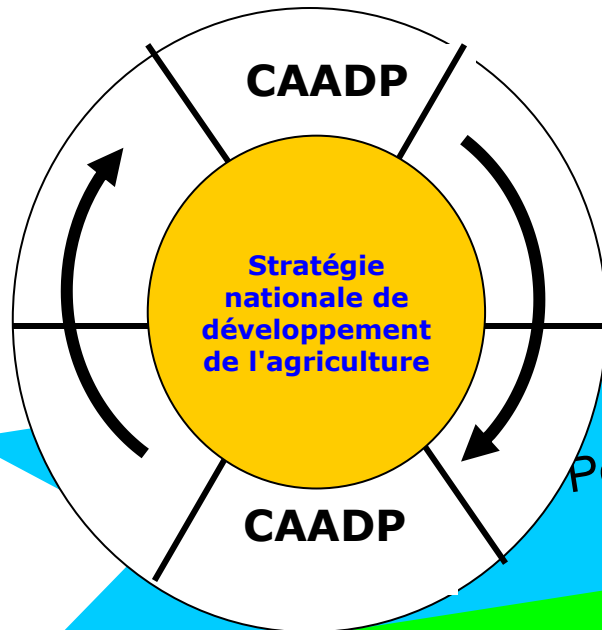 CAADP
Stratégie
nationale de
développement
de l'agriculture
CAADP